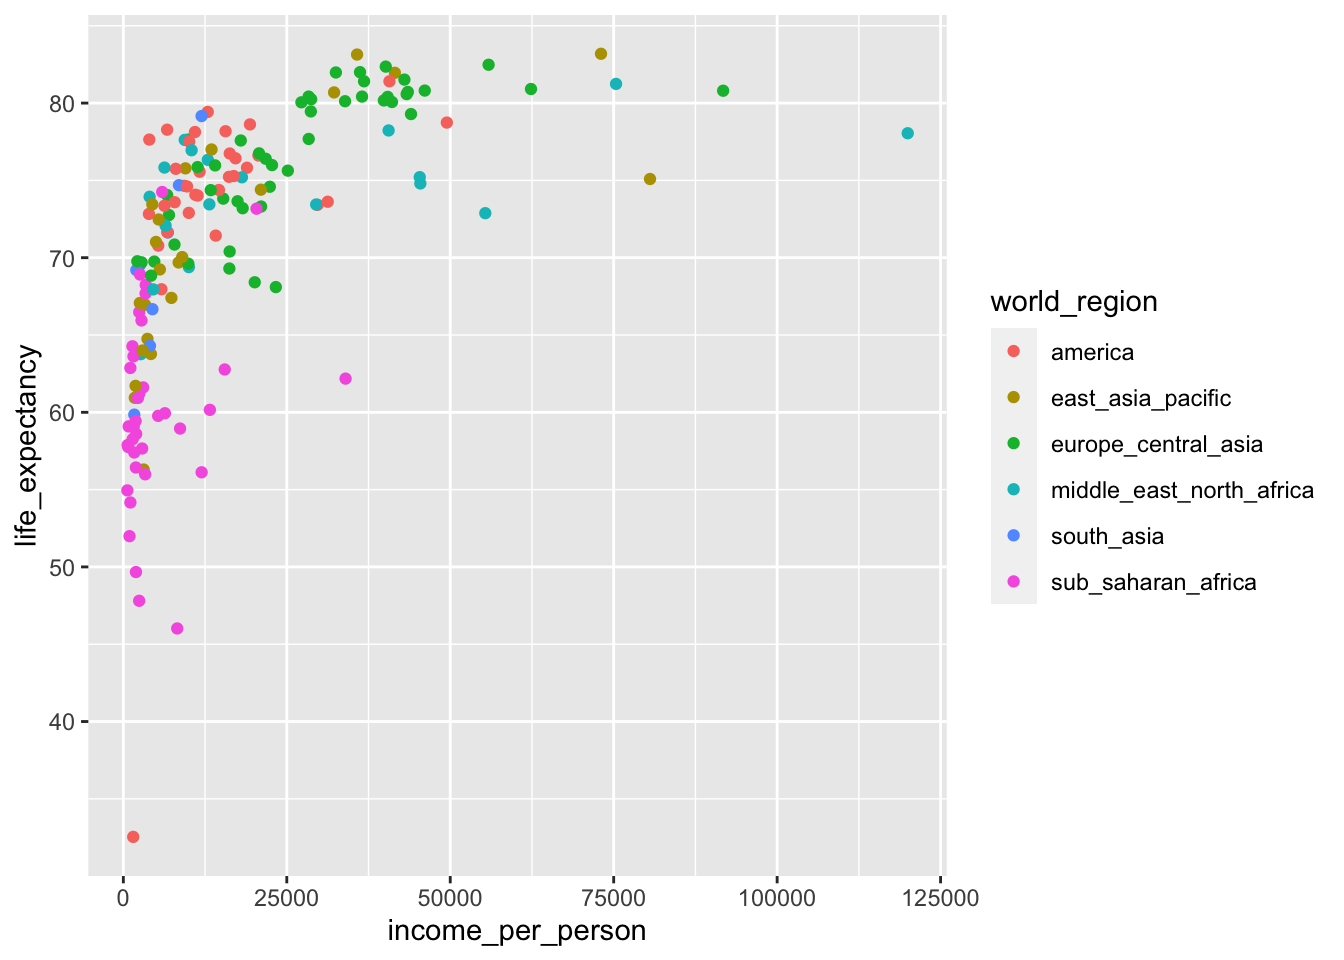 80
70
60
50
40
life_expectancy
0 25000 50000 75000 100000 125000
income_per_person
world_region
america
east_asia_pacific
europe_central_asia
middle_east_north_africa
south_asia
sub_saharan_africa